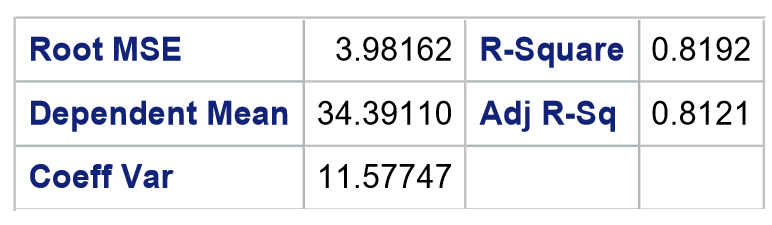 Root MSE 3.98162 R-Square 0.8192
Dependent Mean 34.39110 Adj R-Sq 0.8121
Coeff Var 11.57747